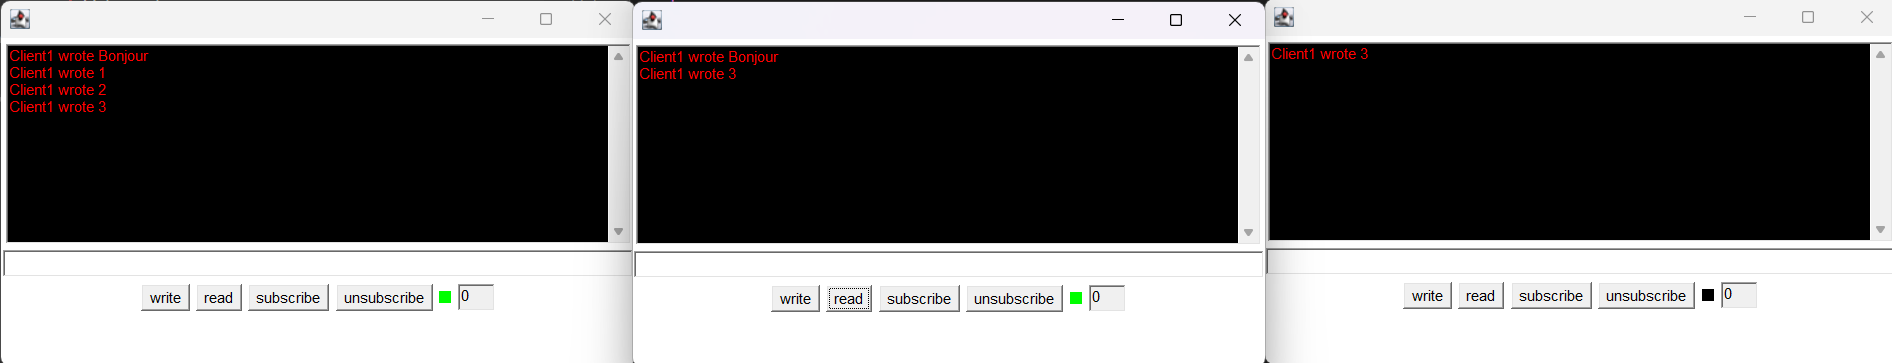 Client1 wrote Bonjour
Client1 wrote 1
Client1 wrote 2
Client1 wrote 3
write read subscribe unsubscribe 0
Client1 wrote Bonjour
Client1 wrote 3
write read subscribe unsubscribe 0
Client1 wrote 3
write read subscribe unsubscribe 0